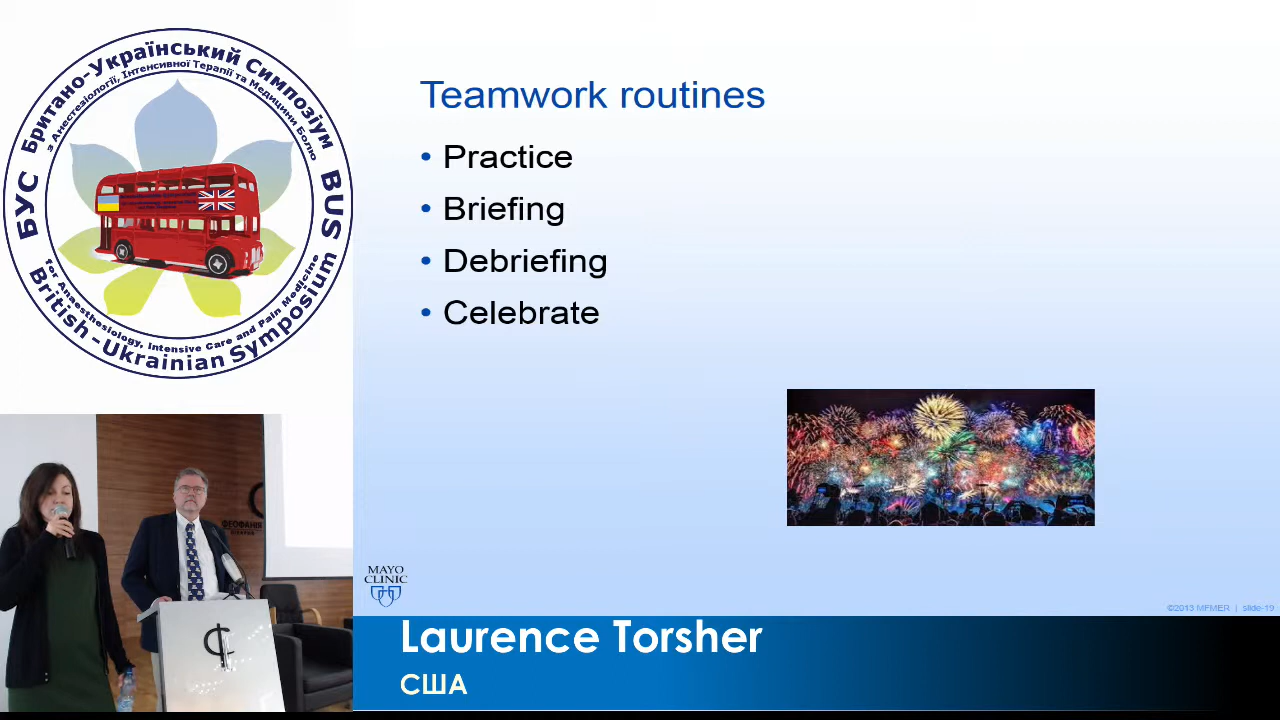 Британо-Український Симпозіум
з Анестезіології, Інтенсивної Терапії та Медицини Болю
БУС
BUS
for Anaesthesiology, Intensive Care and Pain Medicine
British -Ukrainian Symposium
Teamwork routines
• Practice
• Briefing
• Debriefing
• Celebrate
ФЕОФАНІЯ
MAYO
CLINIC
©2013 MFMER | slide-19
Laurence Torsher
США